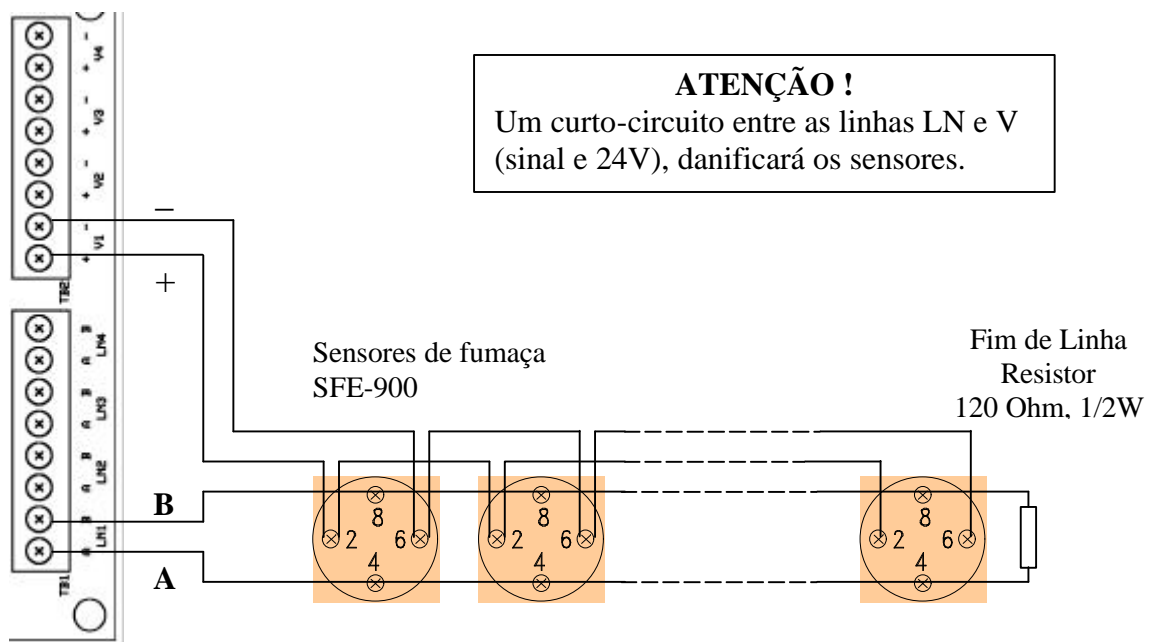 ATENÇÃO !
Um curto-circuito entre as linhas LN e V
(sinal e 24V), danificará os sensores.
- V4 +
- V3 +
- V2 +
- V1 +
TB2
−
+
B LN4 A
B LN3 A
B LN2 A
B LN1 A
TB1
Sensores de fumaça
SFE-900
Fim de Linha
Resistor
120 Ohm, 1/2W
B
A
8
2 6
4
8
2 6
4
8
2 6
4